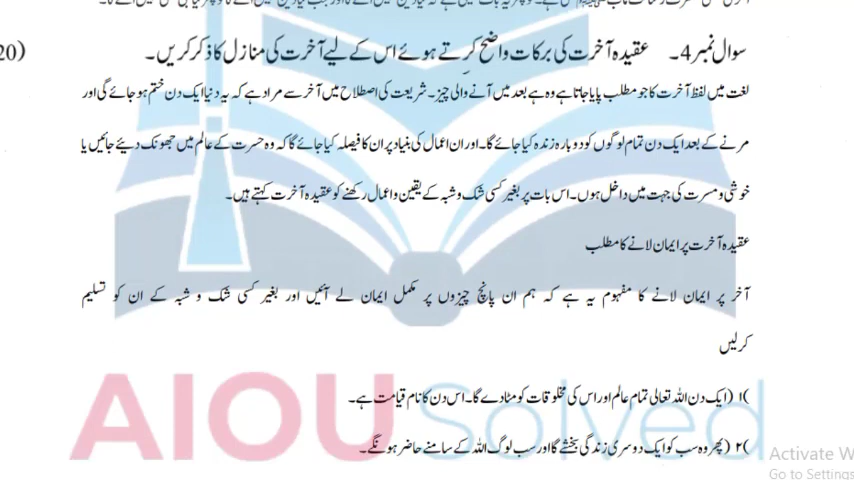 سوال نمبر 4۔ عقیدہ آخرت کی برکات واضح کرتے ہوئے اس کے لیے آخرت کی منازل کا ذکر کریں۔ (20
لغت میں لفظ آخرت کا جو مطلب پایا جاتا ہے وہ ہے بعد میں آنے والی چیز۔ شریعت کی اصطلاح میں آخر سے مراد ہے کہ یہ دنیا ایک دن ختم ہو جائے گی اور
مرنے کے بعد ایک دن تمام لوگوں کو دوبارہ زندہ کیا جائے گا۔ اور ان اعمال کی بنیاد پر ان کا فیصلہ کیا جائے گا کہ وہ حسرت کے عالم میں جھونک دیئے جائیں یا
خوشی و مسرت کی جہت میں داخل ہوں۔ اس بات پر بغیر کسی شک و شبہ کے یقین و اعمال رکھنے کو عقیدہ آخرت کہتے ہیں۔
عقیدہ آخرت پر ایمان لانے کا مطلب
آخر پر ایمان لانے کا مفہوم یہ ہے کہ ہم ان پانچ چیزوں پر مکمل ایمان لے آئیں اور بغیر کسی شک و شبہ کے ان کو تسلیم
کرلیں
)۱( ایک دن اللہ تعالی تمام عالم اور اس کی مخلوقات کو مٹا دے گا۔ اس دن کا نام قیامت ہے۔
)۲( پھر وہ سب کو ایک دوسری زندگی بخشے گا اور سب لوگ اللہ کے سامنے حاضر ہونگے۔
AIOU Solved
Activate W
Go to Settings